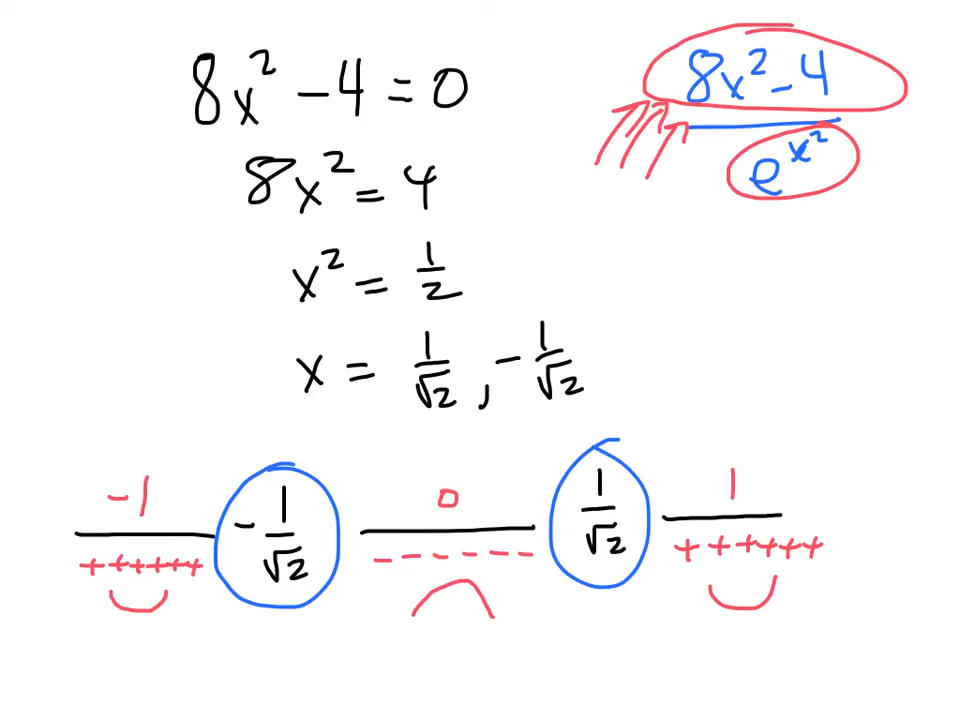 8x² - 4 = 0
8x² - 4
e^x²
8x² = 4
x² = 1/2
x = 1/√2 , - 1/√2
-1 - 1/√2 0 1/√2 1
++++++ ------ ++++++